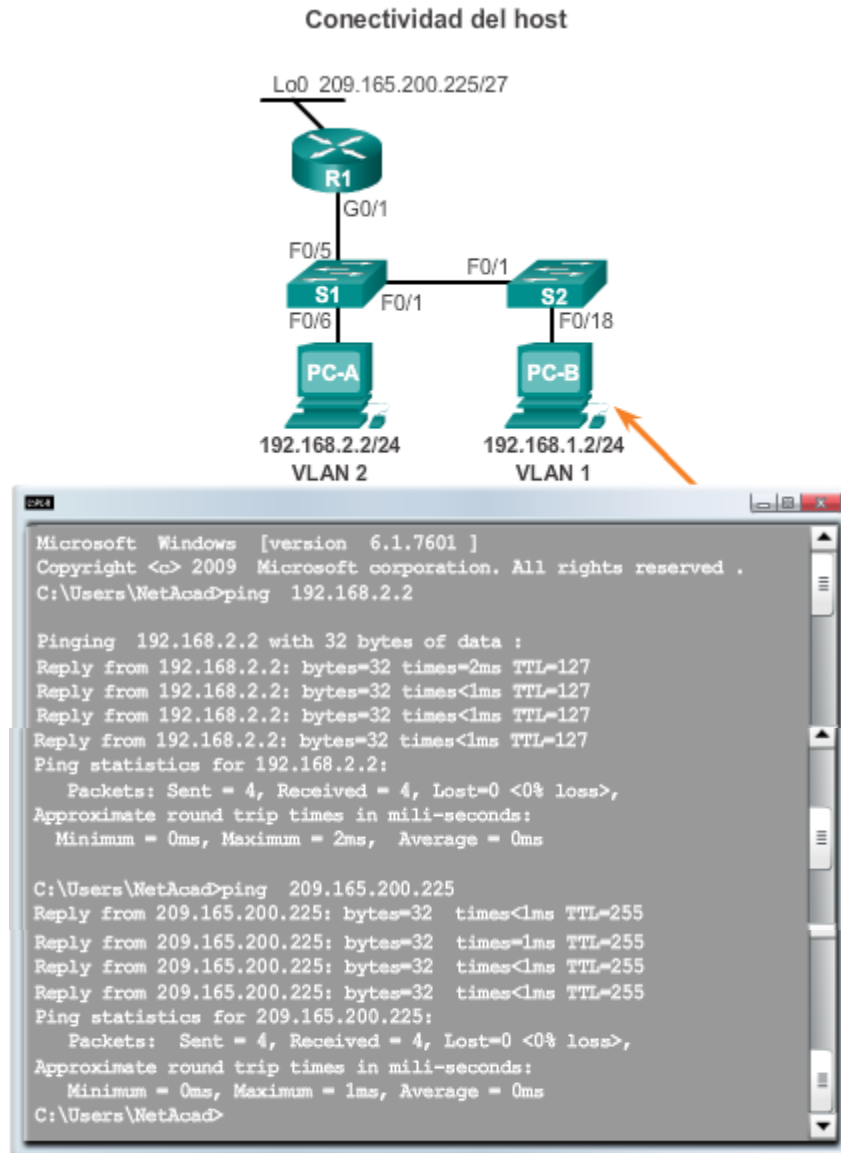 Conectividad del host
Lo0 209.165.200.225/27
R1
G0/1
F0/5
F0/1
S1
F0/1
S2
F0/6
F0/18
PC-A
PC-B
192.168.2.2/24
192.168.1.2/24
VLAN 2
VLAN 1
Microsoft Windows [version 6.1.7601 ]
Copyright <c> 2009 Microsoft corporation. All rights reserved .
C:\Users\NetAcad>ping 192.168.2.2
Pinging 192.168.2.2 with 32 bytes of data :
Reply from 192.168.2.2: bytes=32 times=2ms TTL=127
Reply from 192.168.2.2: bytes=32 times<1ms TTL=127
Reply from 192.168.2.2: bytes=32 times<1ms TTL=127
Reply from 192.168.2.2: bytes=32 times<1ms TTL=127
Ping statistics for 192.168.2.2:
Packets: Sent = 4, Received = 4, Lost=0 <0% loss>,
Approximate round trip times in mili-seconds:
Minimum = 0ms, Maximum = 2ms, Average = 0ms
C:\Users\NetAcad>ping 209.165.200.225
Reply from 209.165.200.225: bytes=32 times<1ms TTL=255
Reply from 209.165.200.225: bytes=32 times=1ms TTL=255
Reply from 209.165.200.225: bytes=32 times<1ms TTL=255
Reply from 209.165.200.225: bytes=32 times<1ms TTL=255
Ping statistics for 209.165.200.225:
Packets: Sent = 4, Received = 4, Lost=0 <0% loss>,
Approximate round trip times in mili-seconds:
Minimum = 0ms, Maximum = 1ms, Average = 0ms
C:\Users\NetAcad>